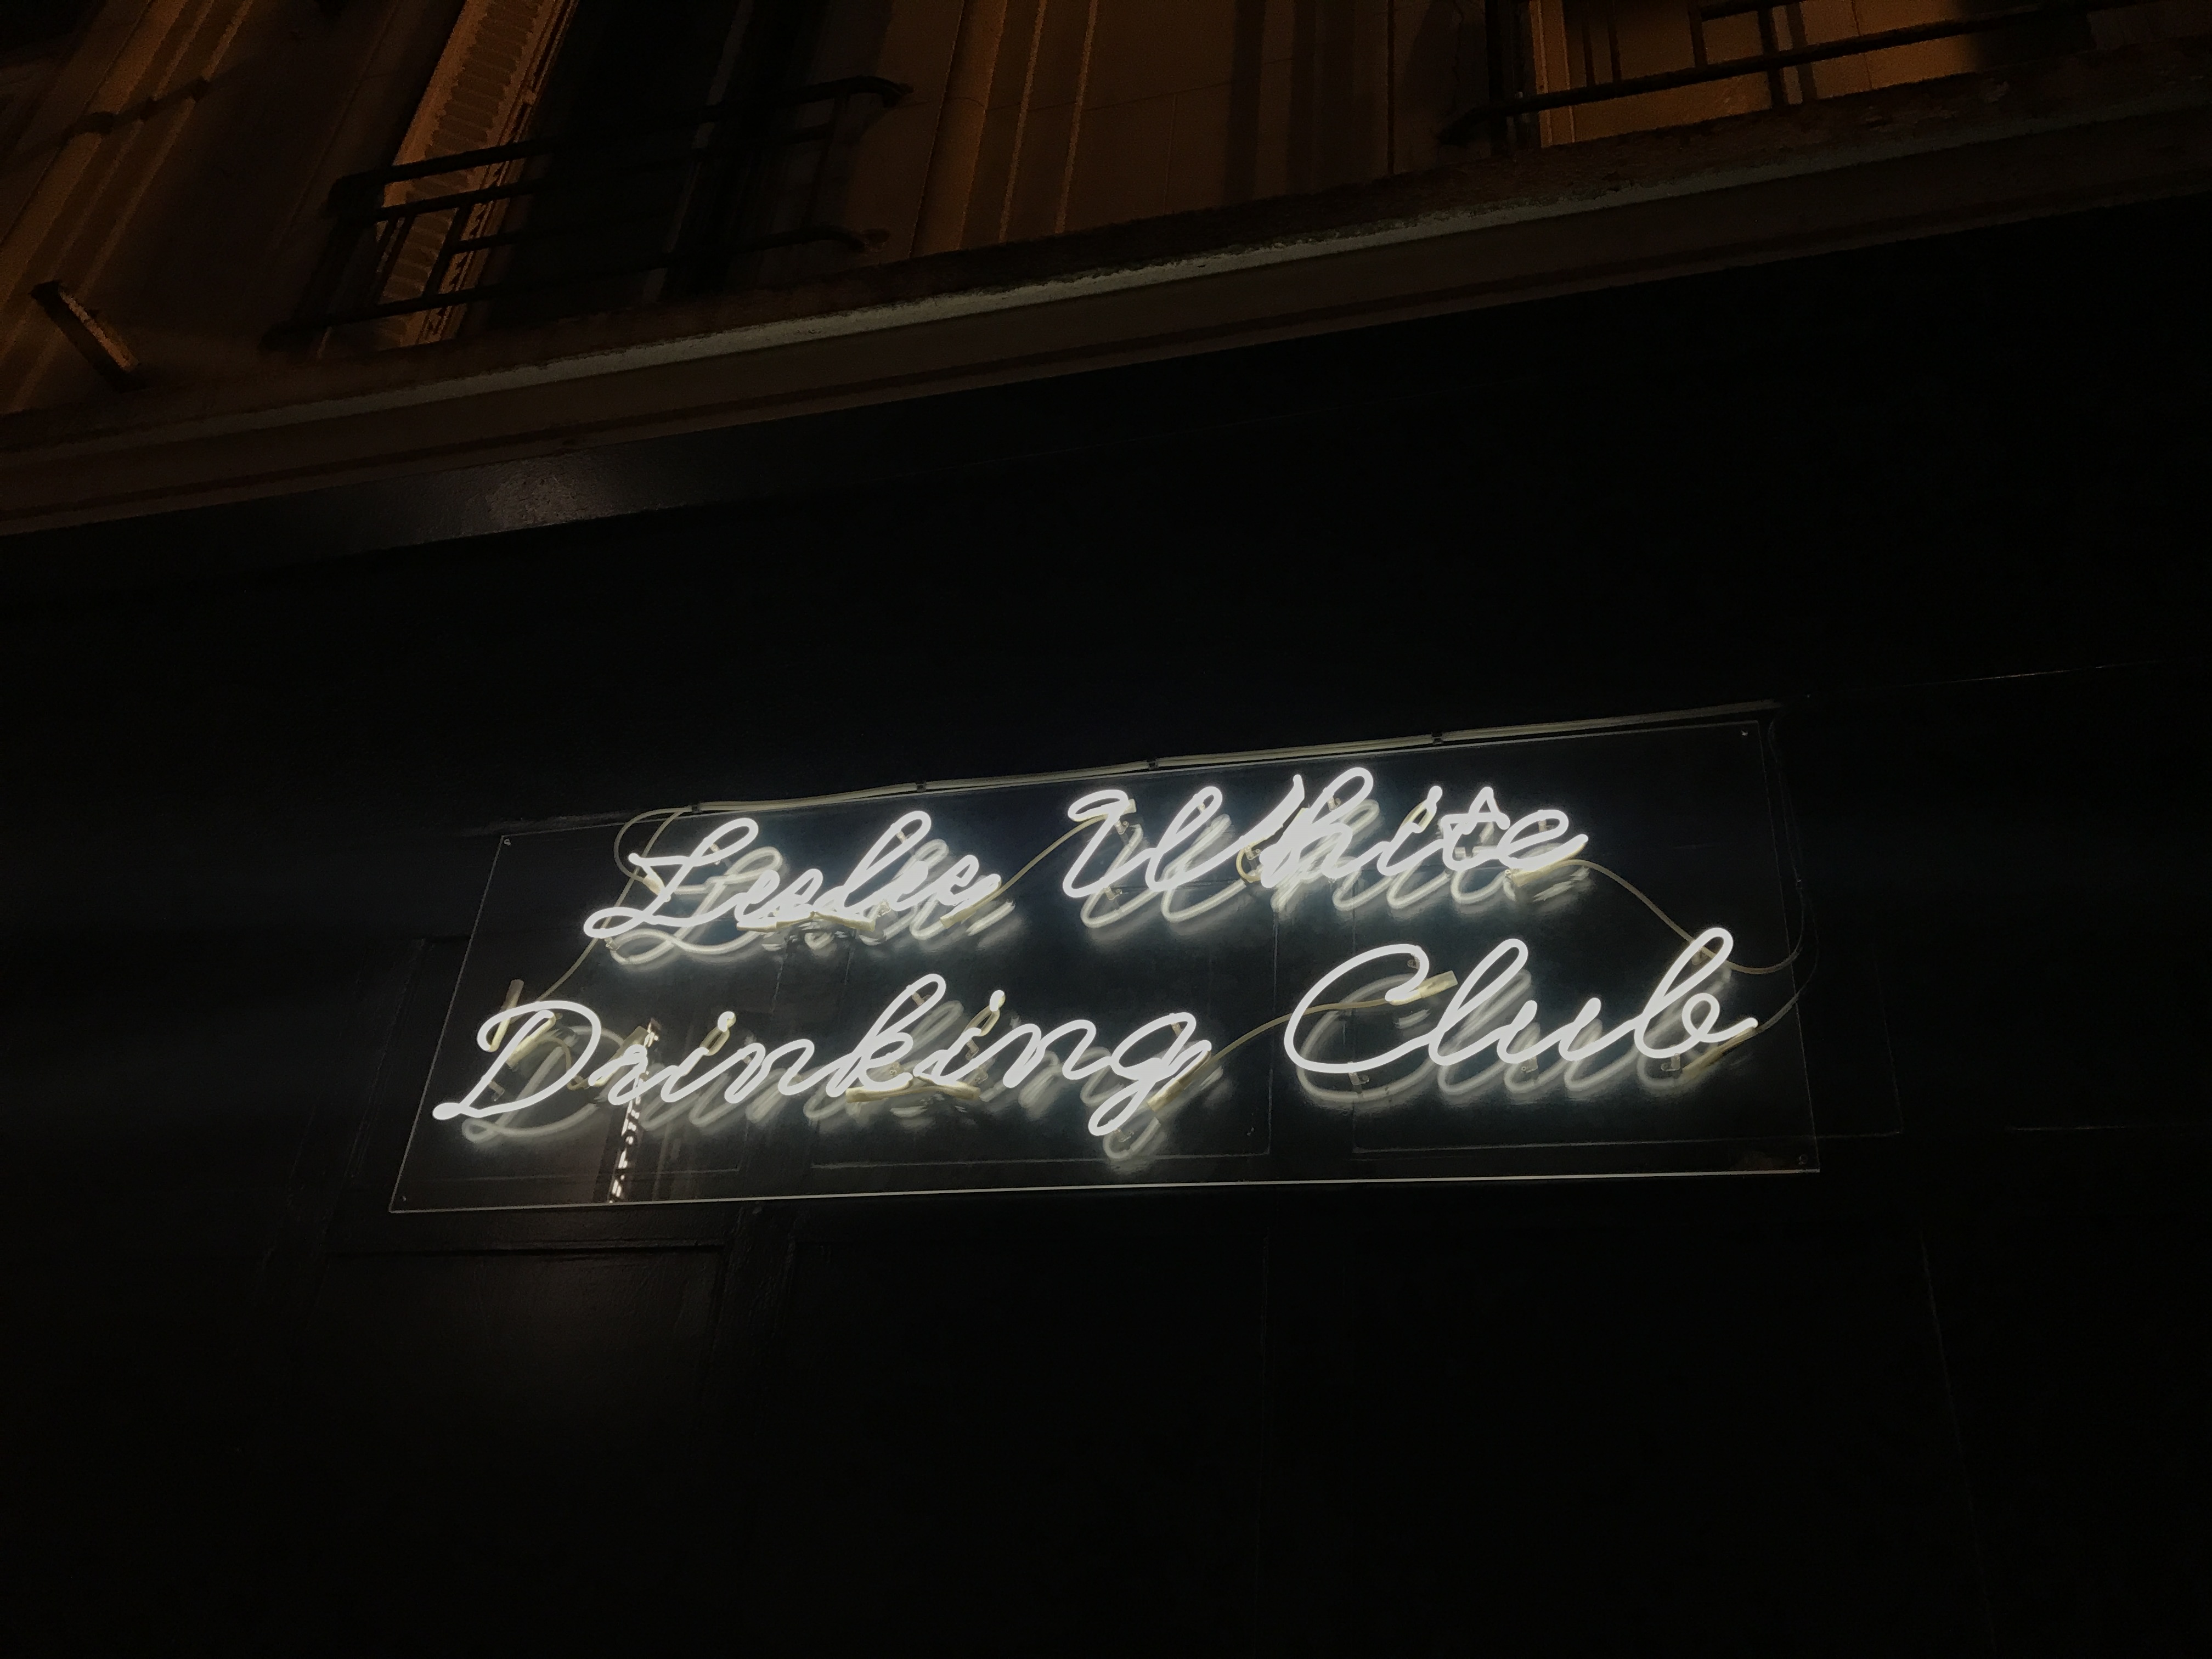 Leslie White
Drinking Club